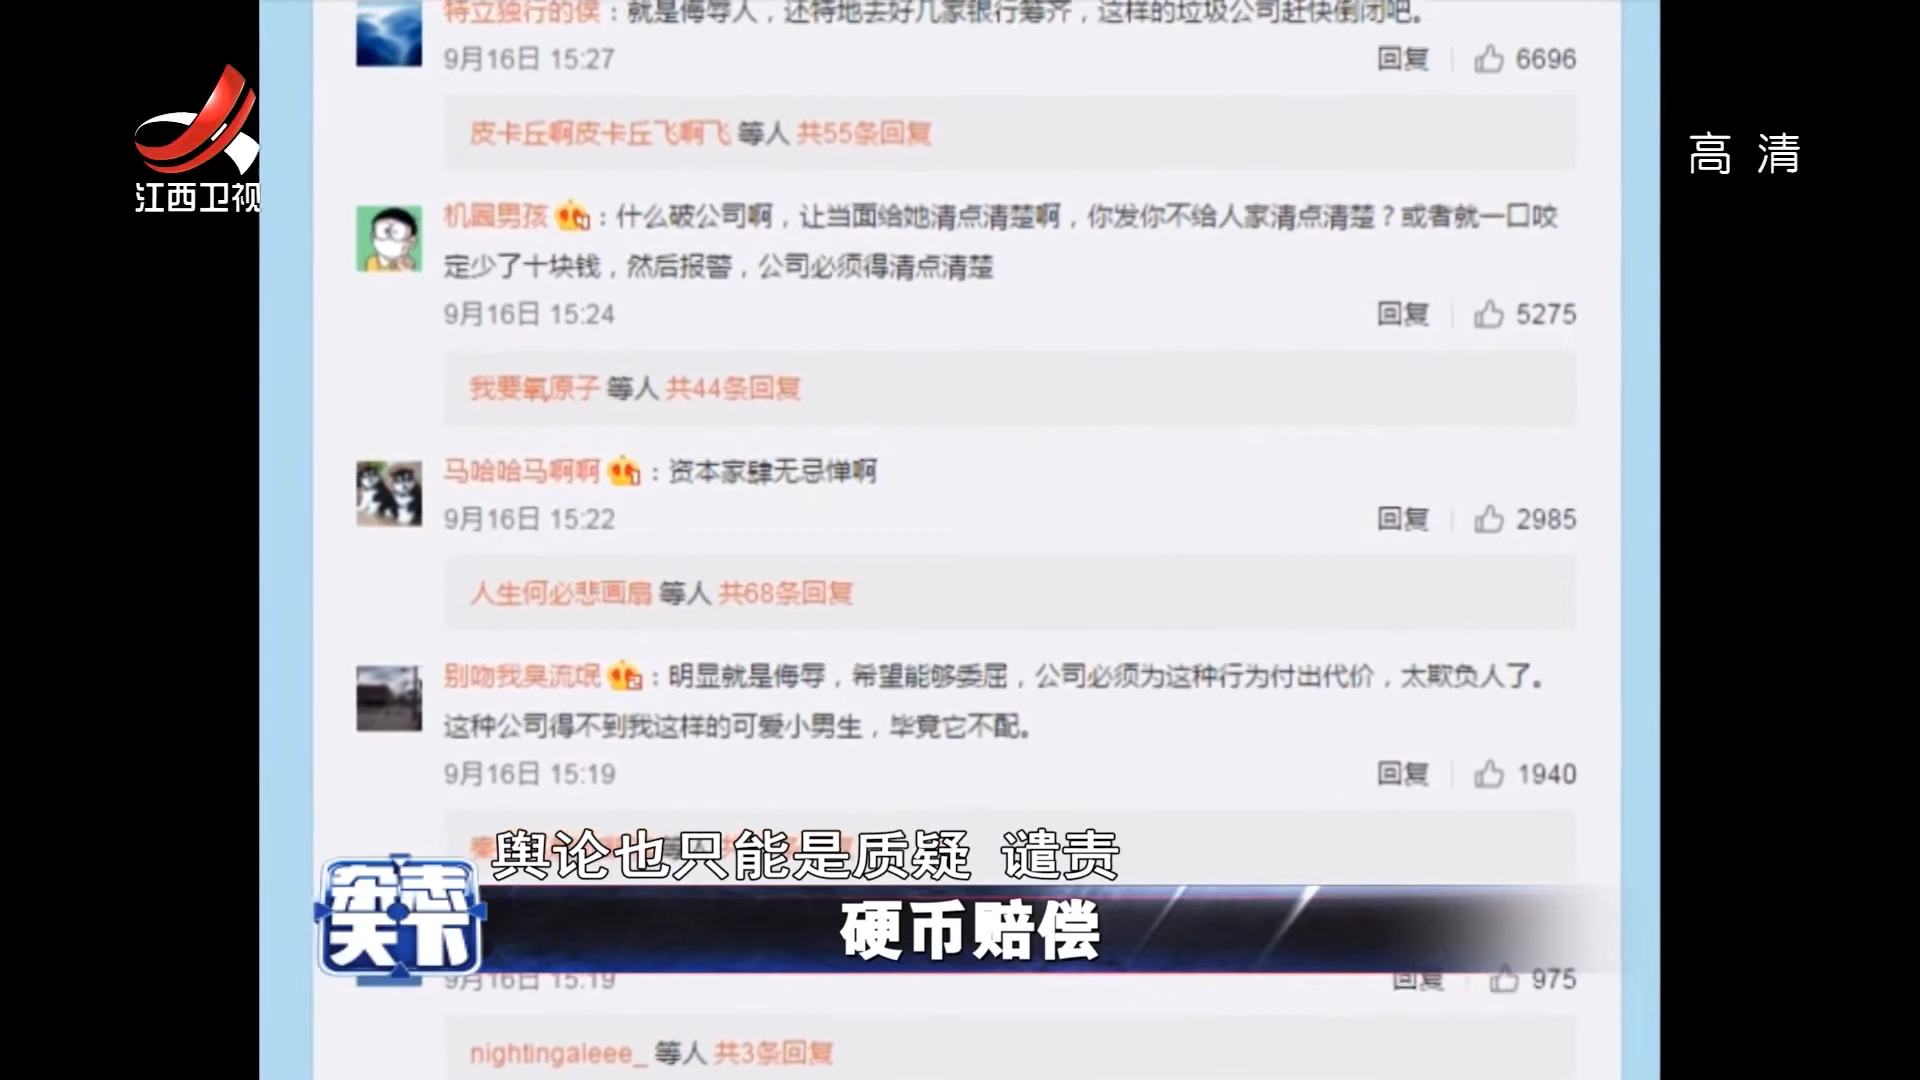 特立独行的侯：就是侮辱人，还特地去好几家银行筹齐，这样的垃圾公司赶快倒闭吧。
9月16日 15:27 回复 6696
皮卡丘啊皮卡丘飞啊飞 等人 共55条回复
江西卫视
高清
机圆男孩：什么破公司啊，让当面给她清点清楚啊，你发你不给人家清点清楚？或者就一口咬
定少了十块钱，然后报警，公司必须得清点清楚
9月16日 15:24 回复 5275
我要氧原子 等人 共44条回复
马哈哈马啊啊：资本家肆无忌惮啊
9月16日 15:22 回复 2985
人生何必悲画扇 等人 共68条回复
别吻我臭流氓：明显就是侮辱，希望能够委屈，公司必须为这种行为付出代价，太欺负人了。
这种公司得不到我这样的可爱小男生，毕竟它不配。
9月16日 15:19 回复 1940
舆论也只能是质疑 谴责
杂志天下
硬币赔偿
9月16日 15:19 回复 975
nightingaleee_ 等人 共3条回复